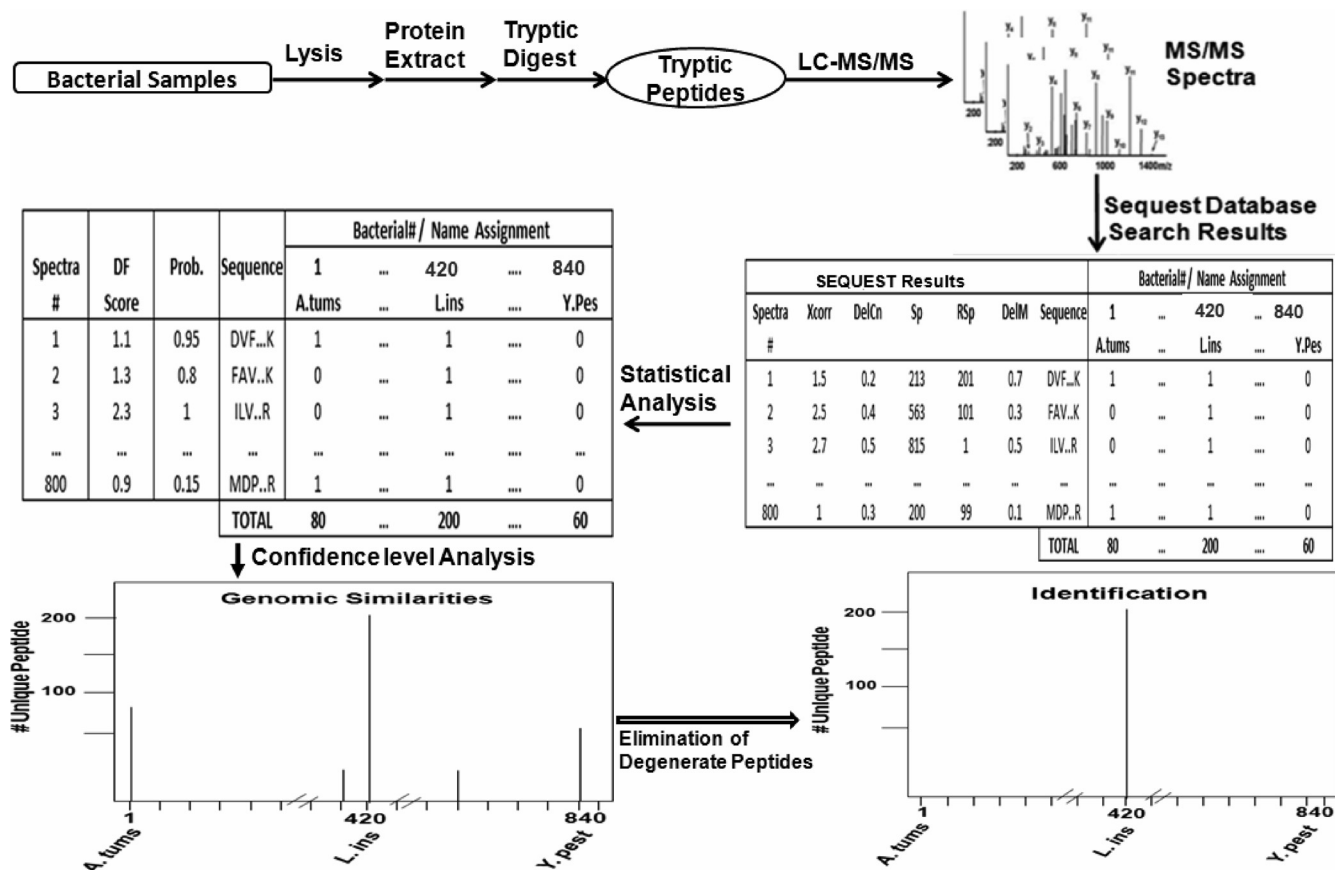 Bacterial Samples
Lysis
Protein
Extract
Tryptic
Digest
Tryptic
Peptides
LC-MS/MS
MS/MS
Spectra
200
200
200 600 1000 1400m/z
Sequest Database
Search Results
SEQUEST Results Bacterial#/ Name Assignment
Spectra Xcorr DelCn Sp RSp DelM Sequence 1 ... 420 ... 840
# A.tums ... L.ins .... Y.Pes
1 1.5 0.2 213 201 0.7 DVF...K 1 ... 1 .... 0
2 2.5 0.4 563 101 0.3 FAV..K 0 ... 1 .... 0
3 2.7 0.5 815 1 0.5 ILV..R 0 ... 1 .... 0
... ... ... ... ... ... ... ... ... ... .... ...
800 1 0.3 200 99 0.1 MDP..R 1 ... 1 .... 0
TOTAL 80 ... 200 .... 60
Statistical
Analysis
Bacterial#/ Name Assignment
Spectra DF Prob. Sequence 1 ... 420 .... 840
# Score A.tums ... L.ins .... Y.Pes
1 1.1 0.95 DVF...K 1 ... 1 .... 0
2 1.3 0.8 FAV..K 0 ... 1 .... 0
3 2.3 1 ILV..R 0 ... 1 .... 0
... ... ... ... ... ... ... .... ...
800 0.9 0.15 MDP..R 1 ... 1 .... 0
TOTAL 80 ... 200 .... 60
Confidence level Analysis
Genomic Similarities
#Unique Peptide
200
100
1 420 840
A. tums L. ins Y. pest
Elimination of
Degenerate Peptides
Identification
#Unique Peptide
200
100
1 420 840
A. tums L. ins Y. pest